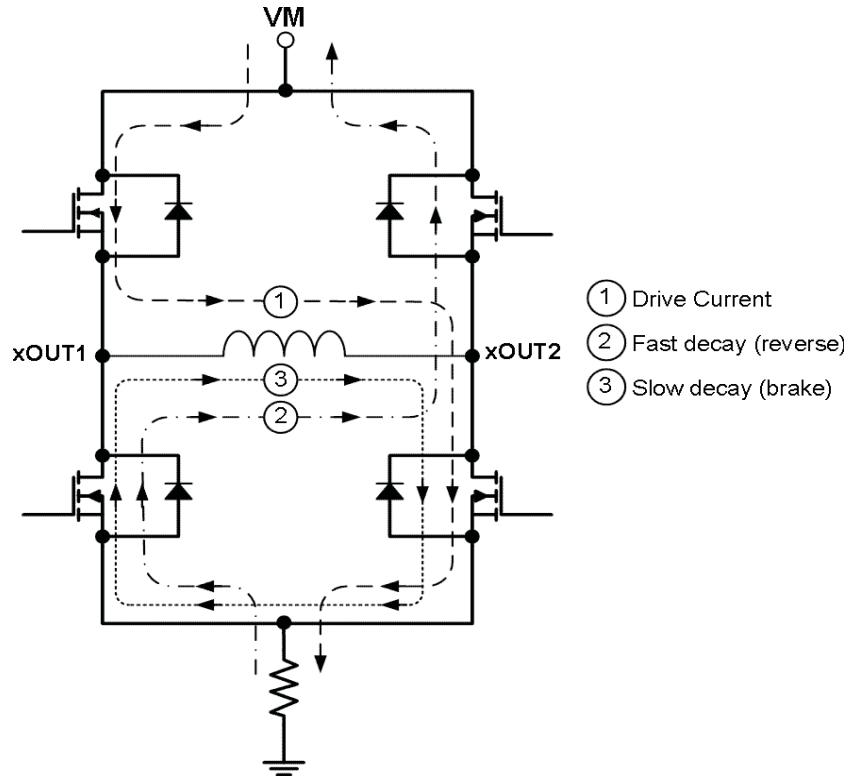 VM
1
1 Drive Current
2 Fast decay (reverse)
3 Slow decay (brake)
xOUT1
xOUT2
3
2